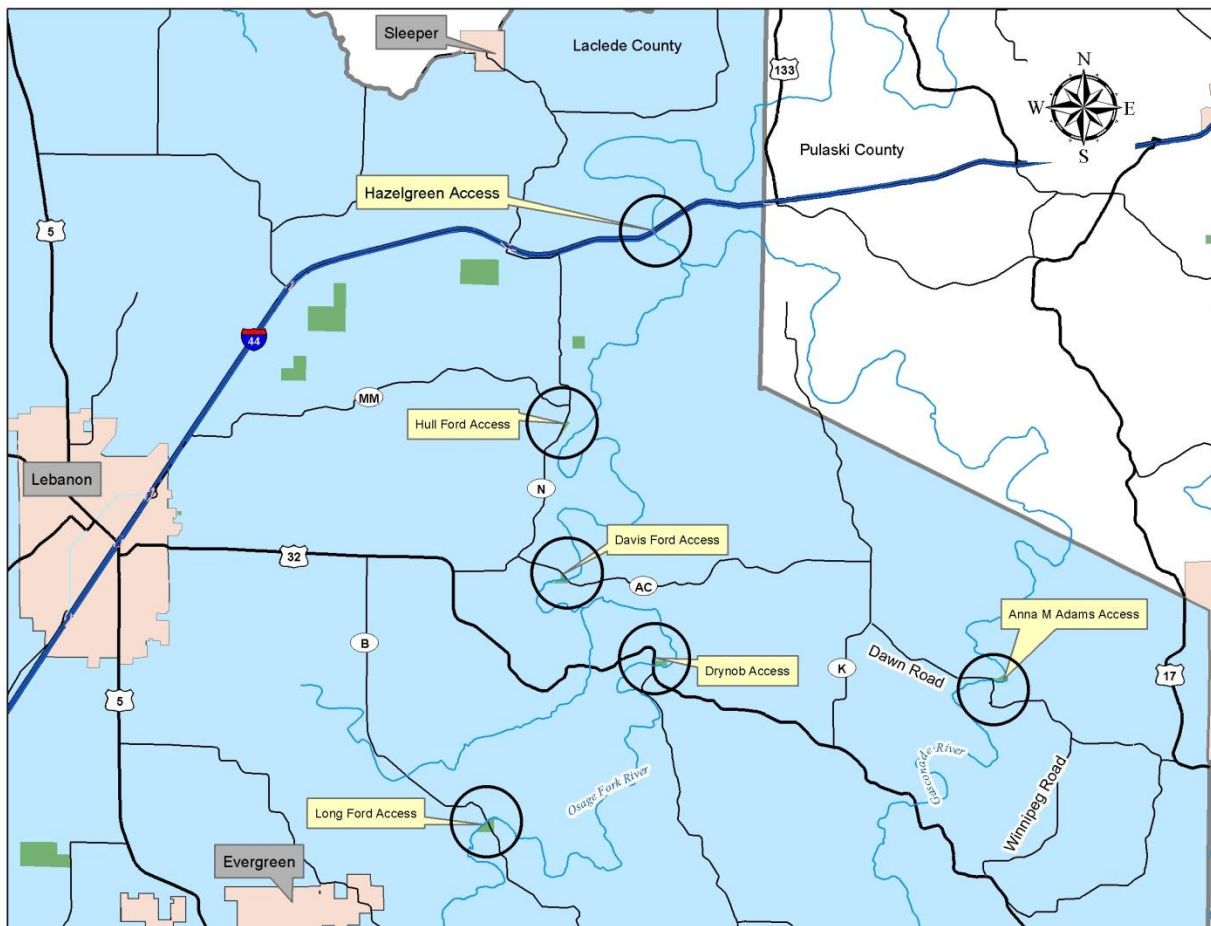 Sleeper
Laclede County
133
N
W
E
S
Pulaski County
Hazelgreen Access
5
44
MM
Hull Ford Access
Lebanon
N
Davis Ford Access
32
AC
Anna M Adams Access
B
Dawn Road
Drynob Access
K
17
5
Gasconade River
Osage Fork River
Winnipeg Road
Long Ford Access
Evergreen